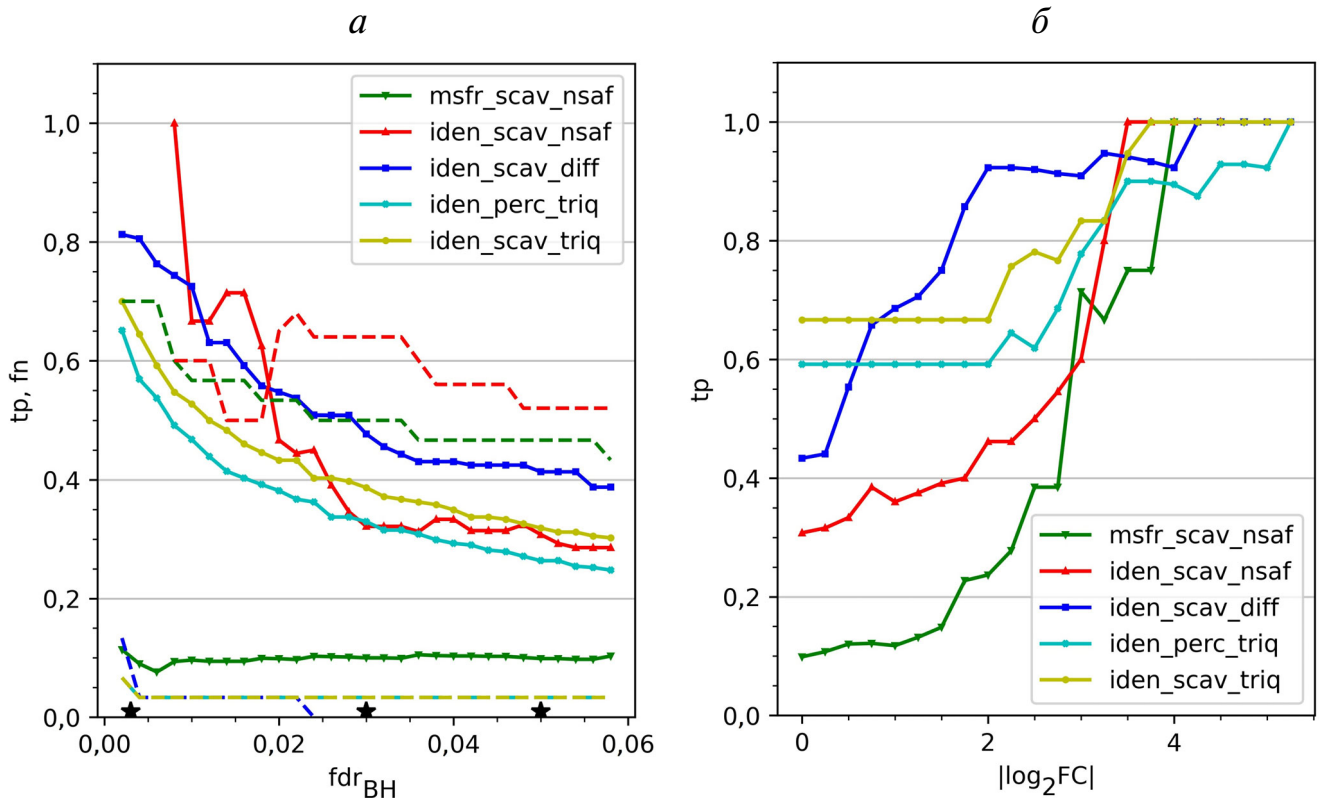 а
1,0
0,8
0,6
0,4
0,2
0,0
tp, fn
msfr_scav_nsaf
iden_scav_nsaf
iden_scav_diff
iden_perc_triq
iden_scav_triq
0,00 0,02 0,04 0,06
fdr_BH
б
1,0
0,8
0,6
0,4
0,2
0,0
tp
msfr_scav_nsaf
iden_scav_nsaf
iden_scav_diff
iden_perc_triq
iden_scav_triq
0 2 4
|log₂FC|